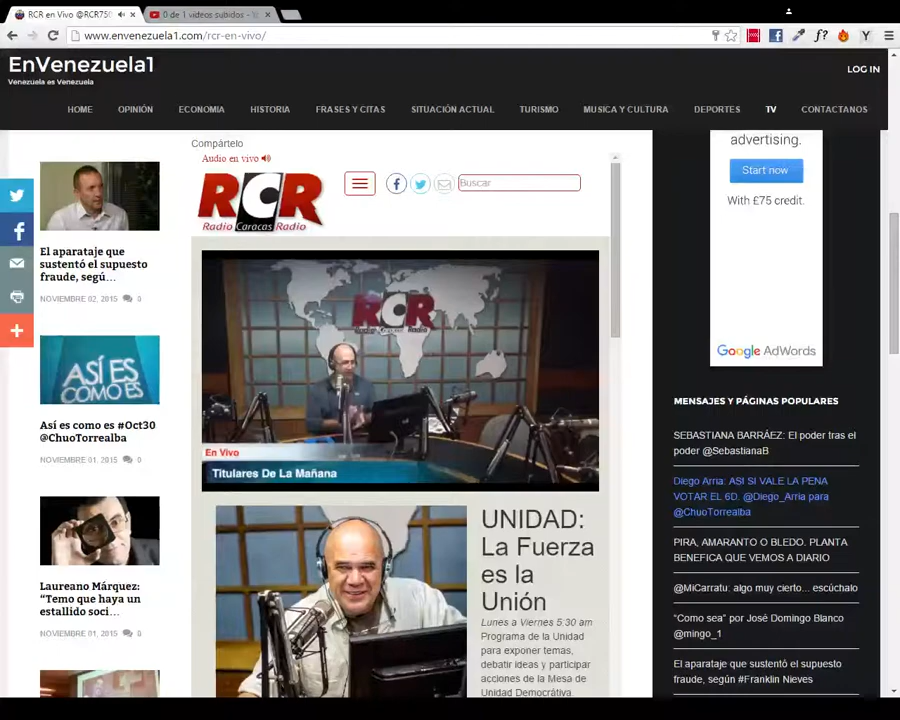 RCR en Vivo @RCR750
0 de 1 vídeos subidos - Y
www.envenezuela1.com/rcr-en-vivo/
f?
Y
EnVenezuela1
Venezuela es Venezuela
LOG IN
HOME
OPINIÓN
ECONOMIA
HISTORIA
FRASES Y CITAS
SITUACIÓN ACTUAL
TURISMO
MUSICA Y CULTURA
DEPORTES
TV
CONTACTANOS
El aparataje que
sustentó el supuesto
fraude, segú…
NOVIEMBRE 02, 2015 0
ASÍ ES
COMO ES
Así es como es #Oct30
@ChuoTorrealba
NOVIEMBRE 01, 2015 0
Laureano Márquez:
“Temo que haya un
estallido soci…
NOVIEMBRE 01, 2015 0
Compártelo
Audio en vivo
RCR
Radio Caracas Radio
Buscar
RCR
Radio Caracas Radio
En Vivo
Titulares De La Mañana
UNIDAD:
La Fuerza
es la
Unión
Lunes a Viernes 5:30 am
Programa de la Unidad
para exponer temas,
debatir ideas y participar
acciones de la Mesa de
Unidad Democrátiva.
advertising.
Start now
With £75 credit.
Google AdWords
MENSAJES Y PÁGINAS POPULARES
SEBASTIANA BARRÁEZ: El poder tras el
poder @SebastianaB
Diego Arria: ASI SI VALE LA PENA
VOTAR EL 6D. @Diego_Arria para
@ChuoTorrealba
PIRA, AMARANTO O BLEDO. PLANTA
BENEFICA QUE VEMOS A DIARIO
@MiCarratu: algo muy cierto... escúchalo
“Como sea” por José Domingo Blanco
@mingo_1
El aparataje que sustentó el supuesto
fraude, según #Franklin Nieves